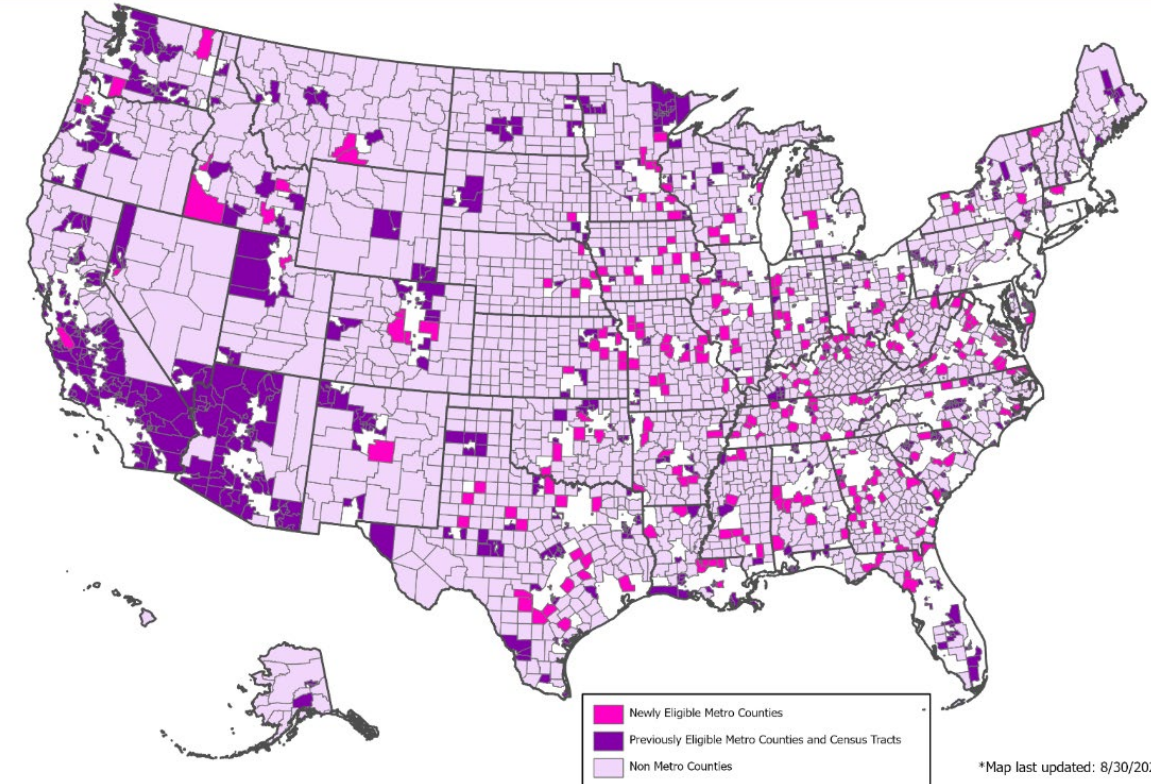 Newly Eligible Metro Counties
Previously Eligible Metro Counties and Census Tracts
Non Metro Counties
*Map last updated: 8/30/202